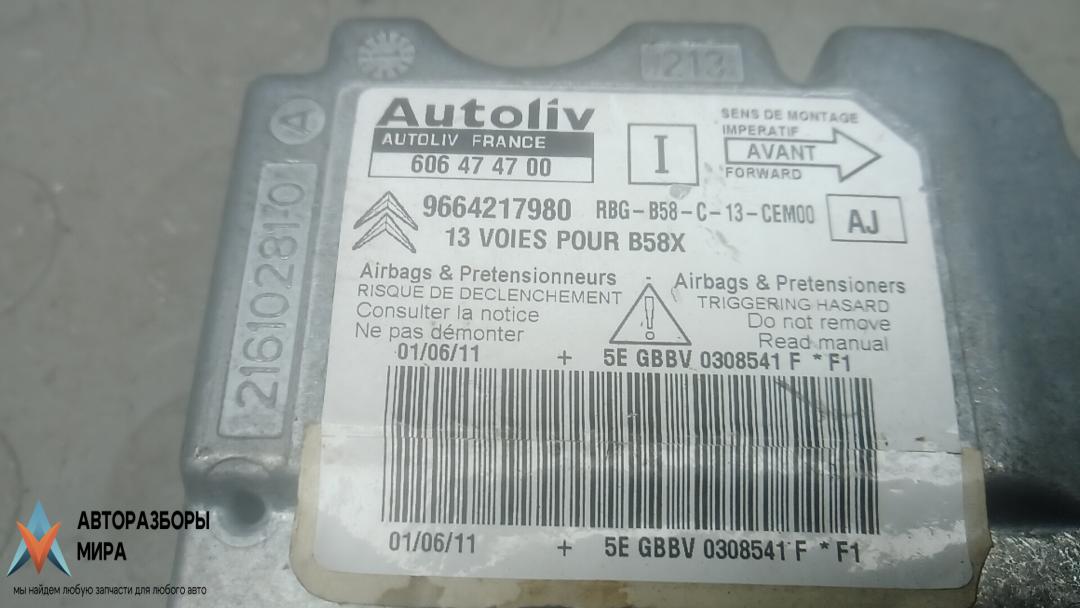 213
A
2161028110
Autoliv
AUTOLIV FRANCE
606 47 47 00
I
SENS DE MONTAGE
IMPERATIF
AVANT
FORWARD
9664217980 RBG-B58-C-13-CEM00 AJ
13 VOIES POUR B58X
Airbags & Pretensionneurs
RISQUE DE DECLENCHEMENT
Consulter la notice
Ne pas démonter
Airbags & Pretensioners
TRIGGERING HASARD
Do not remove
Read manual
01/06/11 + 5E GBBV 0308541 F * F1
01/06/11 + 5E GBBV 0308541 F * F1
АВТОРАЗБОРЫ
МИРА
мы найдем любую запчасти для любого авто